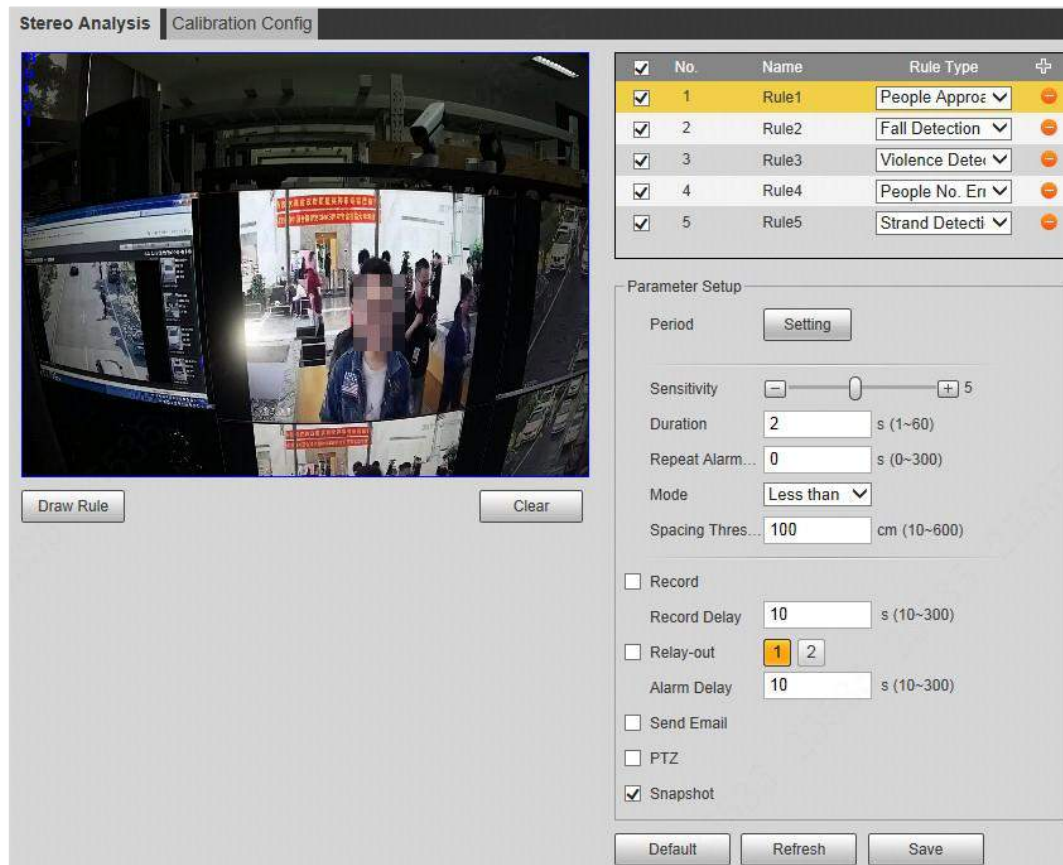 Stereo Analysis Calibration Config
No. Name Rule Type
1 Rule1 People Approa
2 Rule2 Fall Detection
3 Rule3 Violence Detec
4 Rule4 People No. Err
5 Rule5 Strand Detecti
Draw Rule Clear
Parameter Setup
Period Setting
Sensitivity 5
Duration 2 s (1~60)
Repeat Alarm... 0 s (0~300)
Mode Less than
Spacing Thres... 100 cm (10~600)
Record
Record Delay 10 s (10~300)
Relay-out 1 2
Alarm Delay 10 s (10~300)
Send Email
PTZ
Snapshot
Default Refresh Save